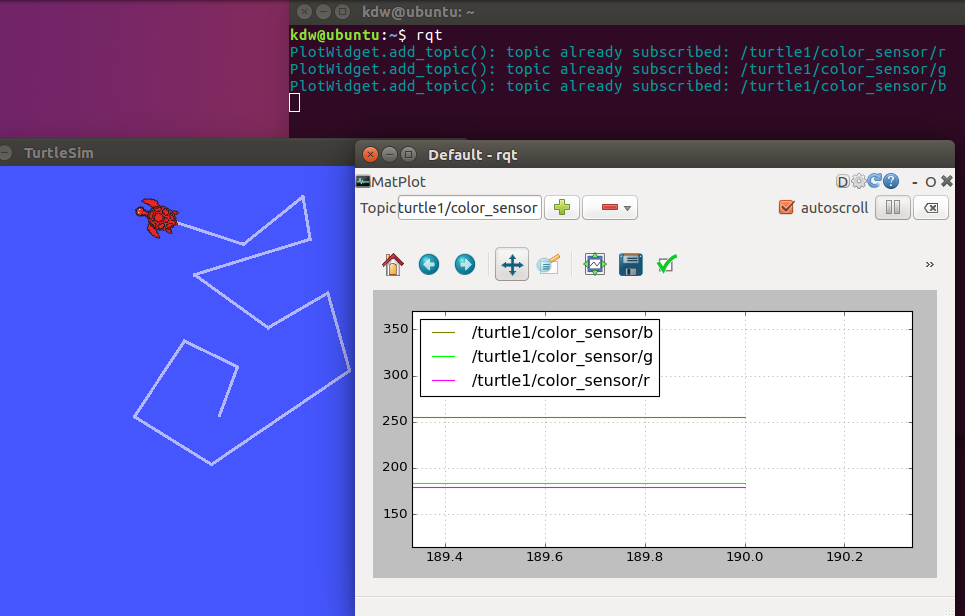 kdw@ubuntu: ~
kdw@ubuntu:~$ rqt
PlotWidget.add_topic(): topic already subscribed: /turtle1/color_sensor/r
PlotWidget.add_topic(): topic already subscribed: /turtle1/color_sensor/g
PlotWidget.add_topic(): topic already subscribed: /turtle1/color_sensor/b
TurtleSim
Default - rqt
MatPlot
D ? - O
Topic turtle1/color_sensor
autoscroll
»
/turtle1/color_sensor/b
/turtle1/color_sensor/g
/turtle1/color_sensor/r
350
300
250
200
150
189.4 189.6 189.8 190.0 190.2